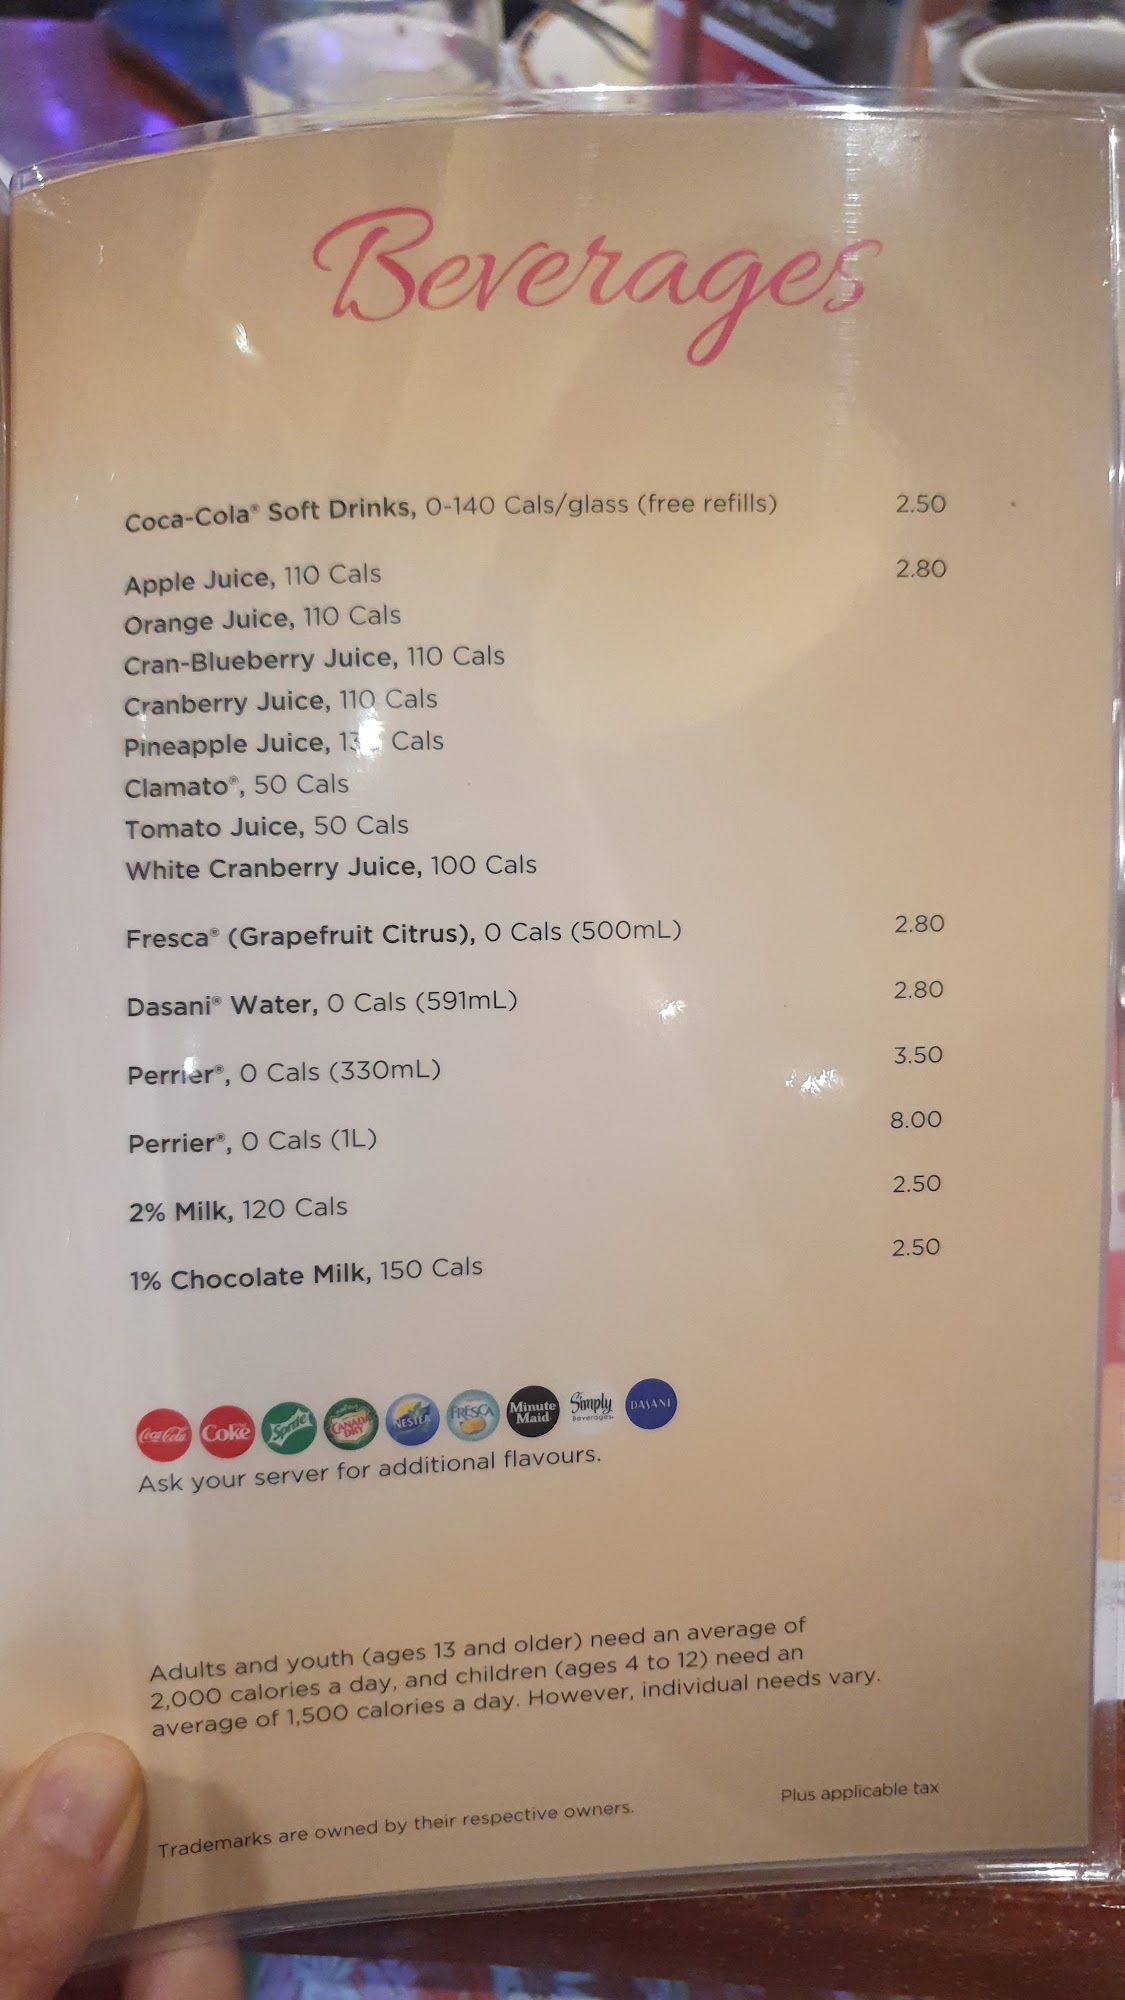 Beverages
Coca-Cola® Soft Drinks, 0-140 Cals/glass (free refills) 2.50
Apple Juice, 110 Cals 2.80
Orange Juice, 110 Cals
Cran-Blueberry Juice, 110 Cals
Cranberry Juice, 110 Cals
Pineapple Juice, Cals
Clamato®, 50 Cals
Tomato Juice, 50 Cals
White Cranberry Juice, 100 Cals
Fresca® (Grapefruit Citrus), 0 Cals (500mL) 2.80
Dasani® Water, 0 Cals (591mL) 2.80
Perrier®, 0 Cals (330mL) 3.50
Perrier®, 0 Cals (1L) 8.00
2% Milk, 120 Cals 2.50
1% Chocolate Milk, 150 Cals 2.50
Coca-Cola Coke Sprite CANADA DRY NESTEA FRESCA Minute Maid Simply Beverages DASANI
Ask your server for additional flavours.
Adults and youth (ages 13 and older) need an average of
2,000 calories a day, and children (ages 4 to 12) need an
average of 1,500 calories a day. However, individual needs vary.
Plus applicable tax
Trademarks are owned by their respective owners.